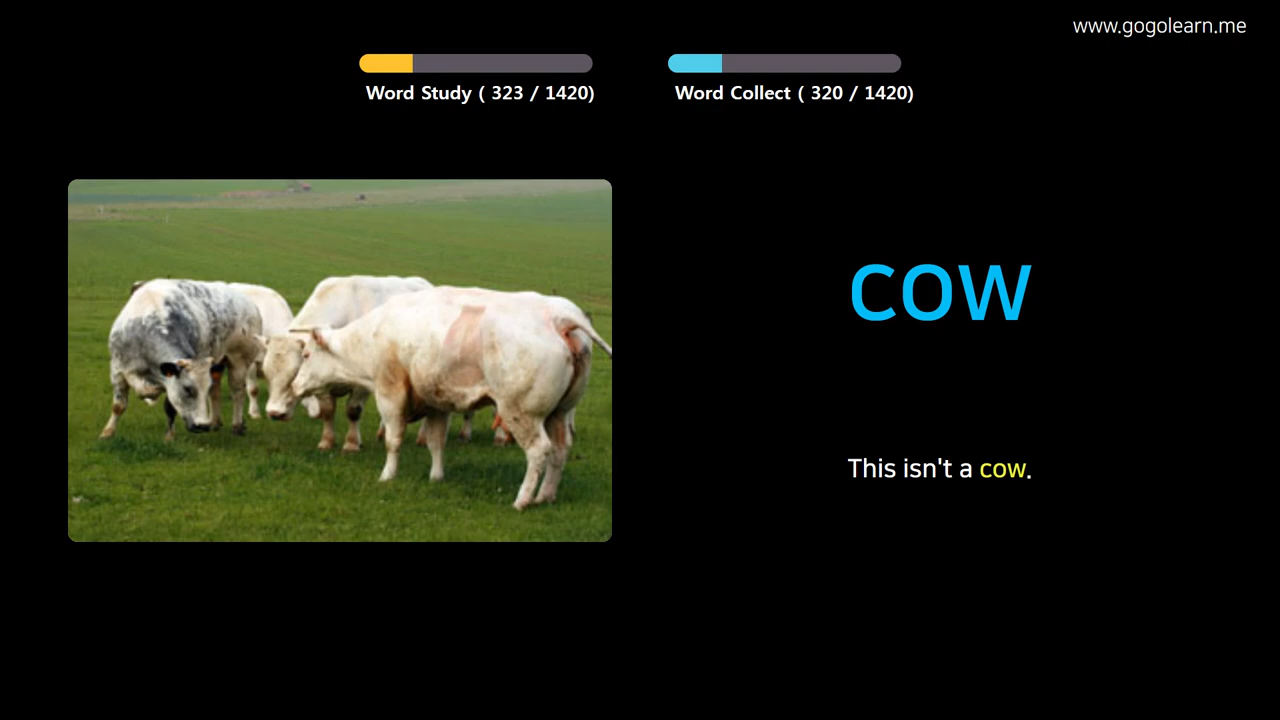 www.gogolearn.me
Word Study ( 323 / 1420)
Word Collect ( 320 / 1420)
cow
This isn't a cow.